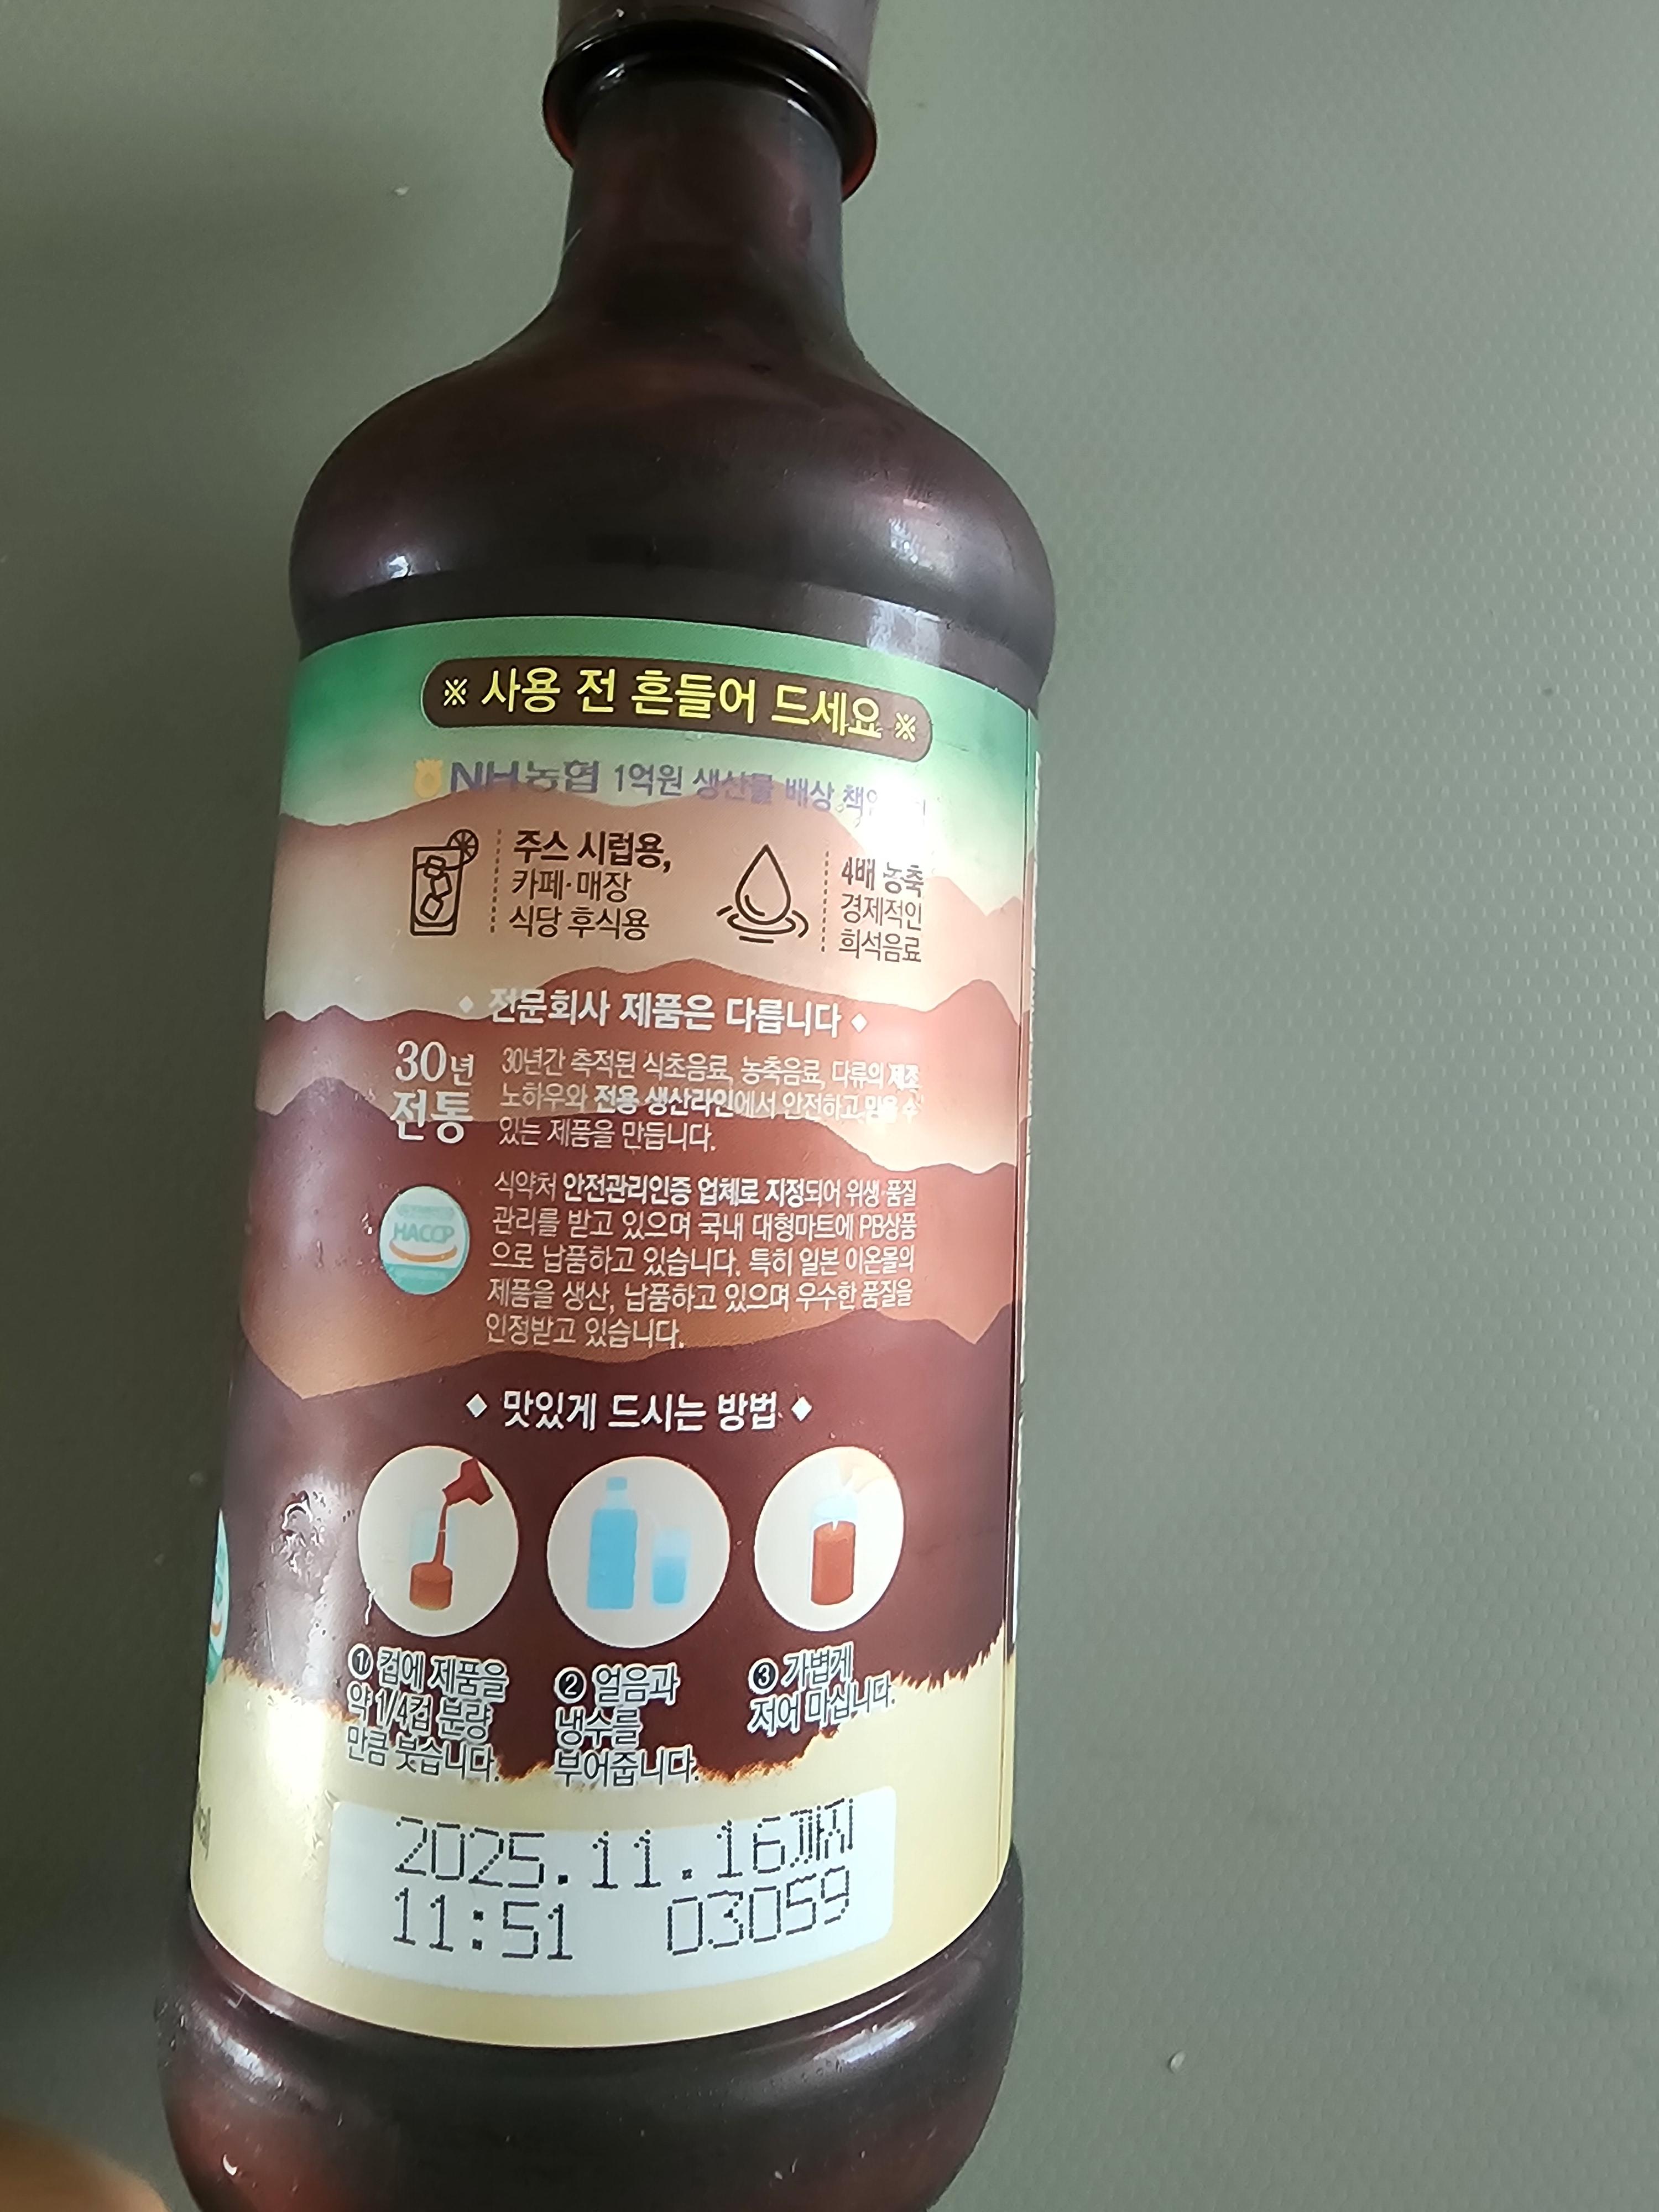 ※ 사용 전 흔들어 드세요 ※
NH농협 1억원 생산물 배상
주스 시럽용,
카페·매장
식당 후식용
4배 농축
경제적인
희석음료
◆ 전문회사 제품은 다릅니다 ◆
30년
전통
30년간 축적된 식초음료, 농축음료, 다류의 제조
노하우와 전용 생산라인에서 안전하고 믿을 수
있는 제품을 만듭니다.
HACCP
식약처 안전관리인증 업체로 지정되어 위생·품질
관리를 받고 있으며 국내 대형마트에 PB상품
으로 납품하고 있습니다. 특히 일본 이온몰의
제품을 생산, 납품하고 있으며 우수한 품질을
인정받고 있습니다.
◆ 맛있게 드시는 방법 ◆
❶ 컵에 제품을
약 1/4컵 분량
만큼 붓습니다.
❷ 얼음과
냉수를
부어줍니다.
❸ 가볍게
저어 마십니다.
2025.11.16까지
11:51 03059